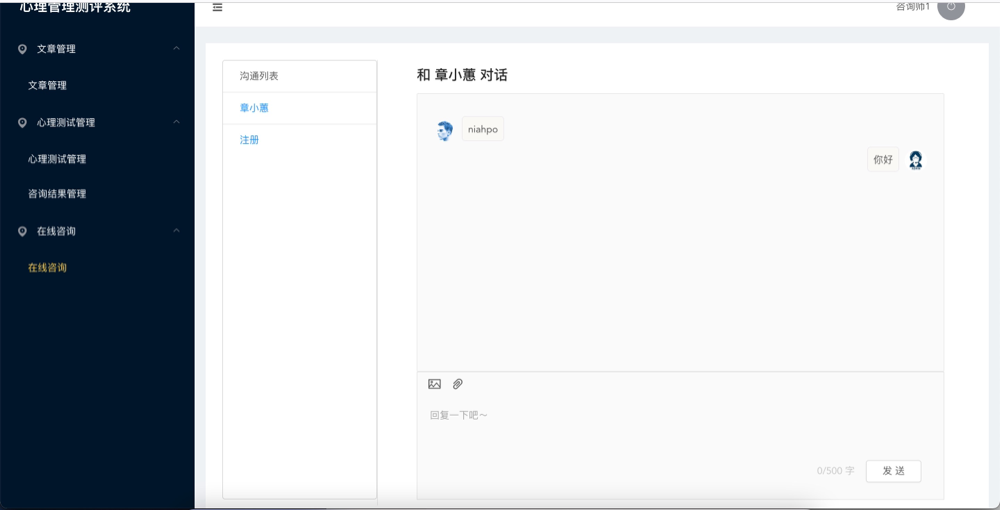 心理管理测评系统
咨询师1
文章管理
文章管理
心理测试管理
心理测试管理
咨询结果管理
在线咨询
在线咨询
沟通列表
章小蕙
注册
和 章小蕙 对话
niahpo
你好
回复一下吧～
0/500 字
发 送